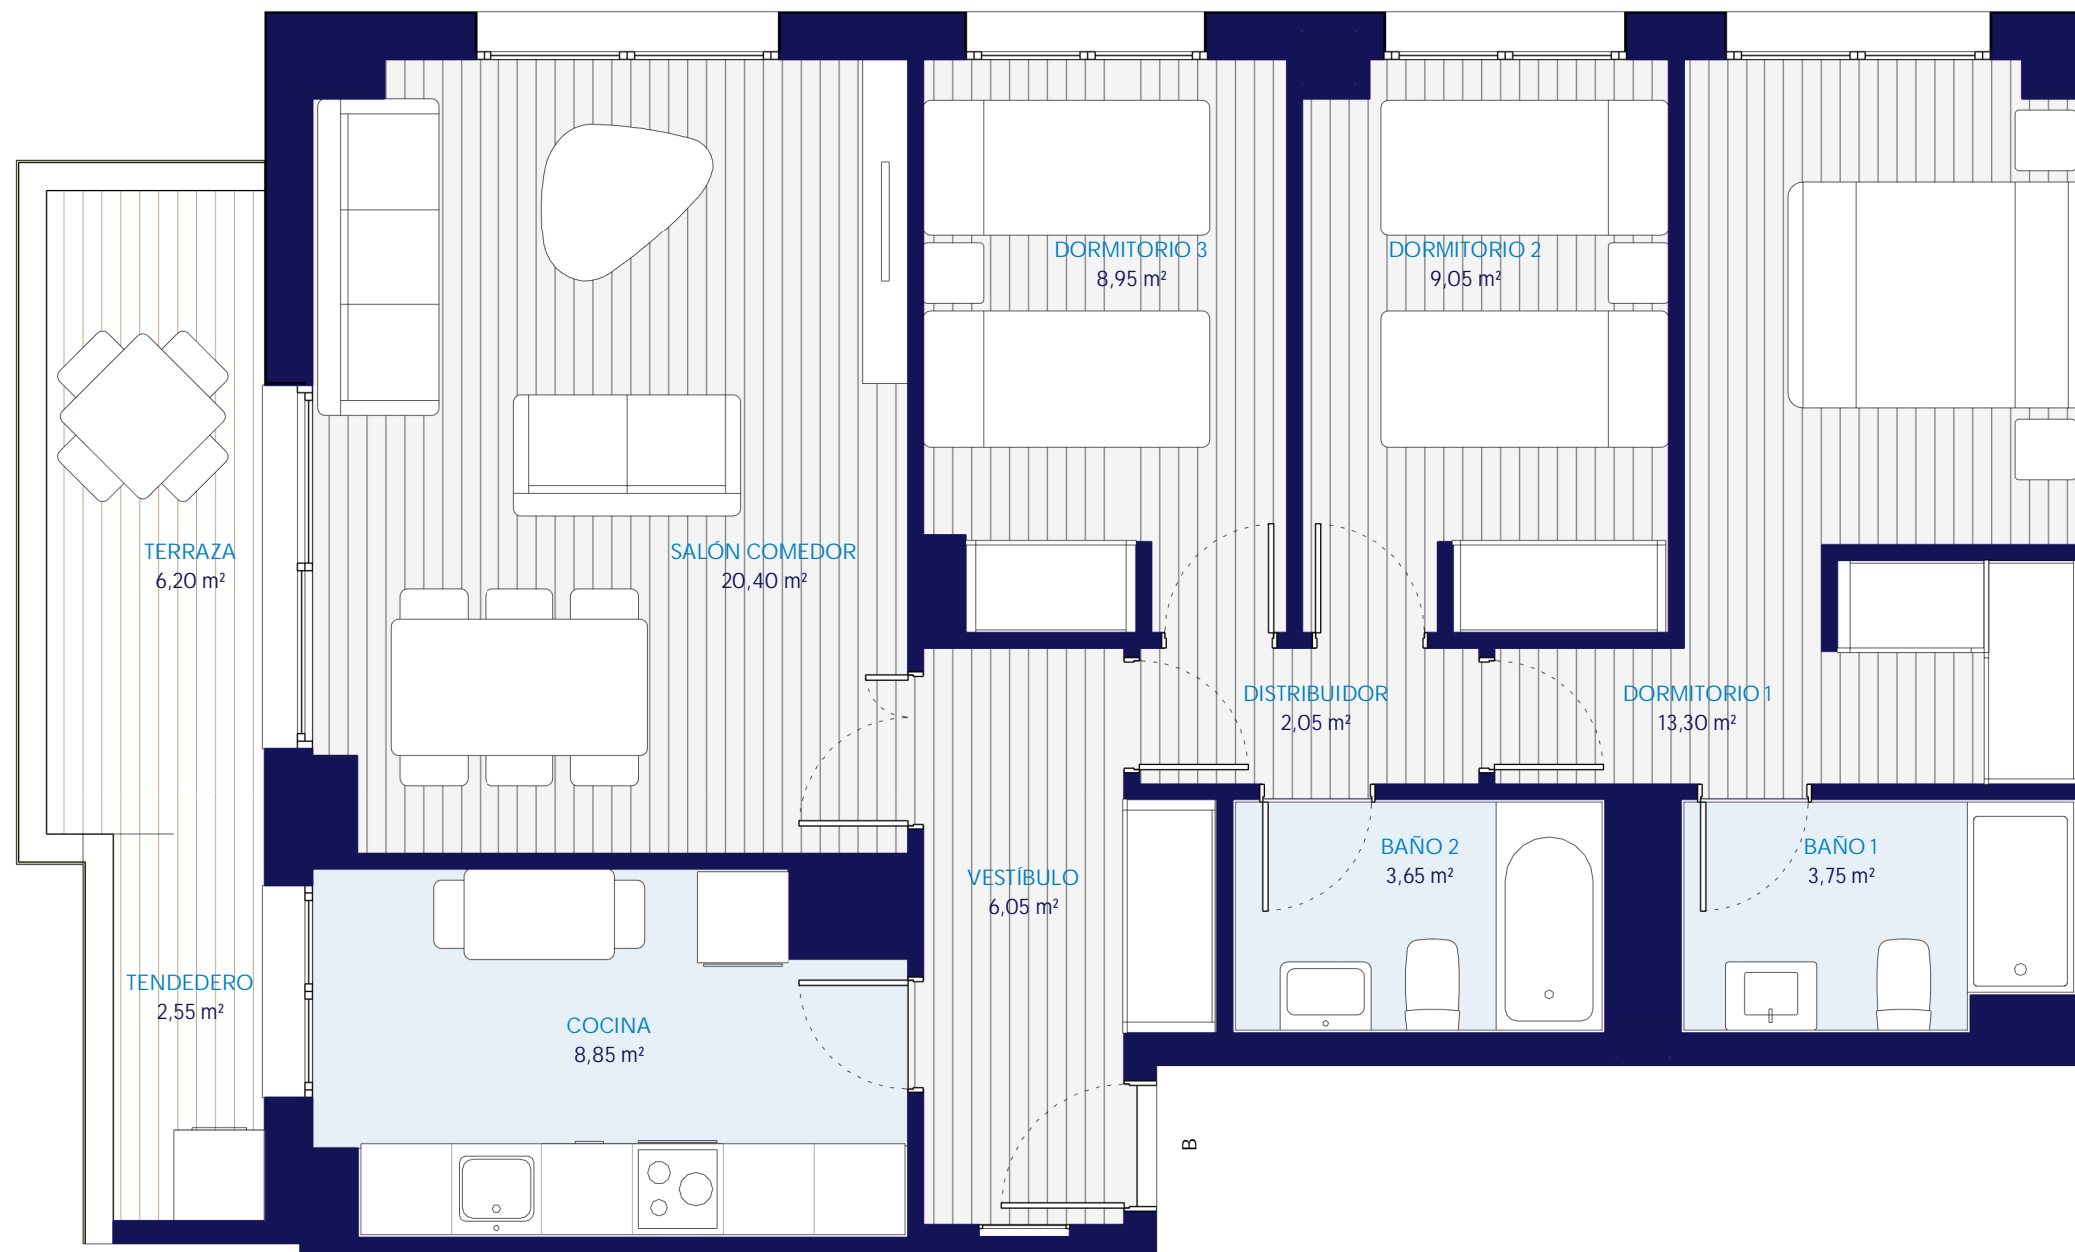 DORMITORIO 3
8,95 m²
DORMITORIO 2
9,05 m²
TERRAZA
6,20 m²
SALÓN COMEDOR
20,40 m²
DISTRIBUIDOR
2,05 m²
DORMITORIO 1
13,30 m²
VESTÍBULO
6,05 m²
BAÑO 2
3,65 m²
BAÑO 1
3,75 m²
TENDEDERO
2,55 m²
COCINA
8,85 m²
B